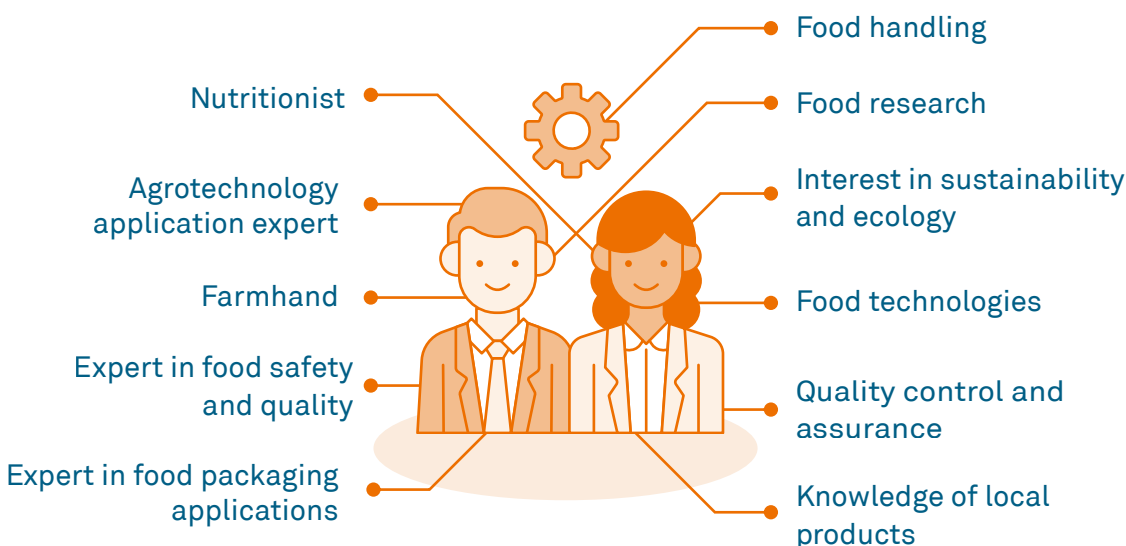 Nutritionist
Agrotechnology
application expert
Farmhand
Expert in food safety
and quality
Expert in food packaging
applications
Food handling
Food research
Interest in sustainability
and ecology
Food technologies
Quality control and
assurance
Knowledge of local
products